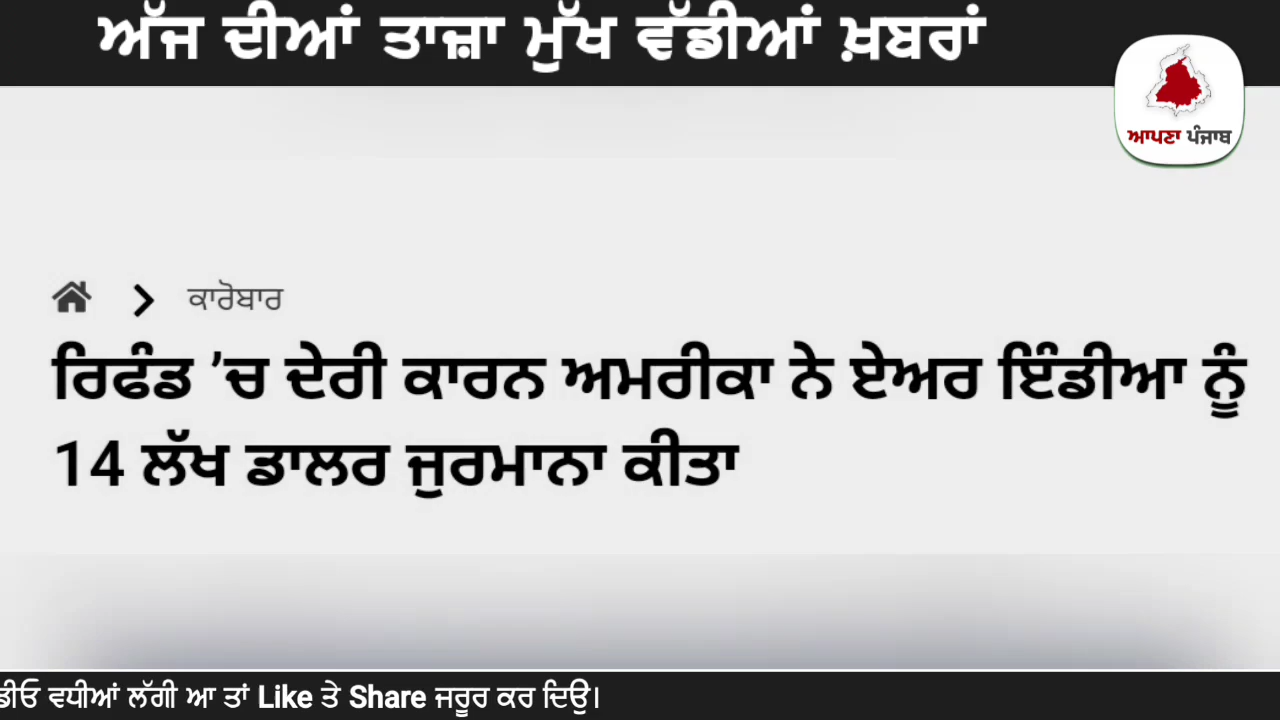 ਅੱਜ ਦੀਆਂ ਤਾਜ਼ਾ ਮੁੱਖ ਵੱਡੀਆਂ ਖ਼ਬਰਾਂ
ਆਪਣਾ ਪੰਜਾਬ
ਕਾਰੋਬਾਰ
ਰਿਫੰਡ ’ਚ ਦੇਰੀ ਕਾਰਨ ਅਮਰੀਕਾ ਨੇ ਏਅਰ ਇੰਡੀਆ ਨੂੰ
14 ਲੱਖ ਡਾਲਰ ਜੁਰਮਾਨਾ ਕੀਤਾ
ਵਧੀਆਂ ਲੱਗੀ ਆ ਤਾਂ Like ਤੇ Share ਜਰੂਰ ਕਰ ਦਿਉ।